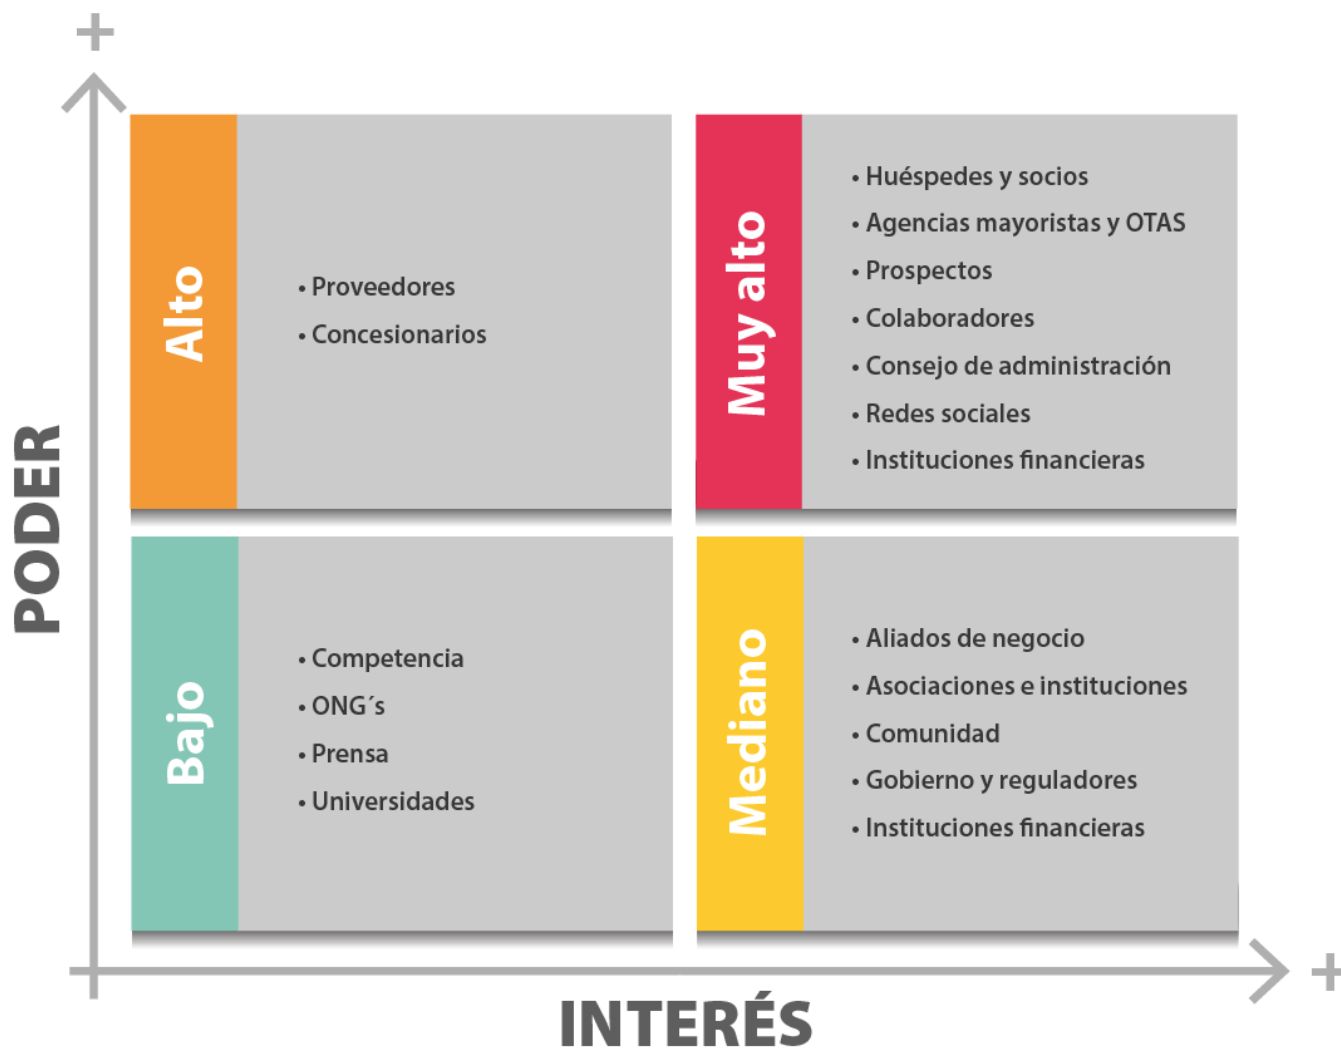 +
PODER
Alto
• Proveedores
• Concesionarios
Muy alto
• Huéspedes y socios
• Agencias mayoristas y OTAS
• Prospectos
• Colaboradores
• Consejo de administración
• Redes sociales
• Instituciones financieras
Bajo
• Competencia
• ONG´s
• Prensa
• Universidades
Mediano
• Aliados de negocio
• Asociaciones e instituciones
• Comunidad
• Gobierno y reguladores
• Instituciones financieras
+
INTERÉS